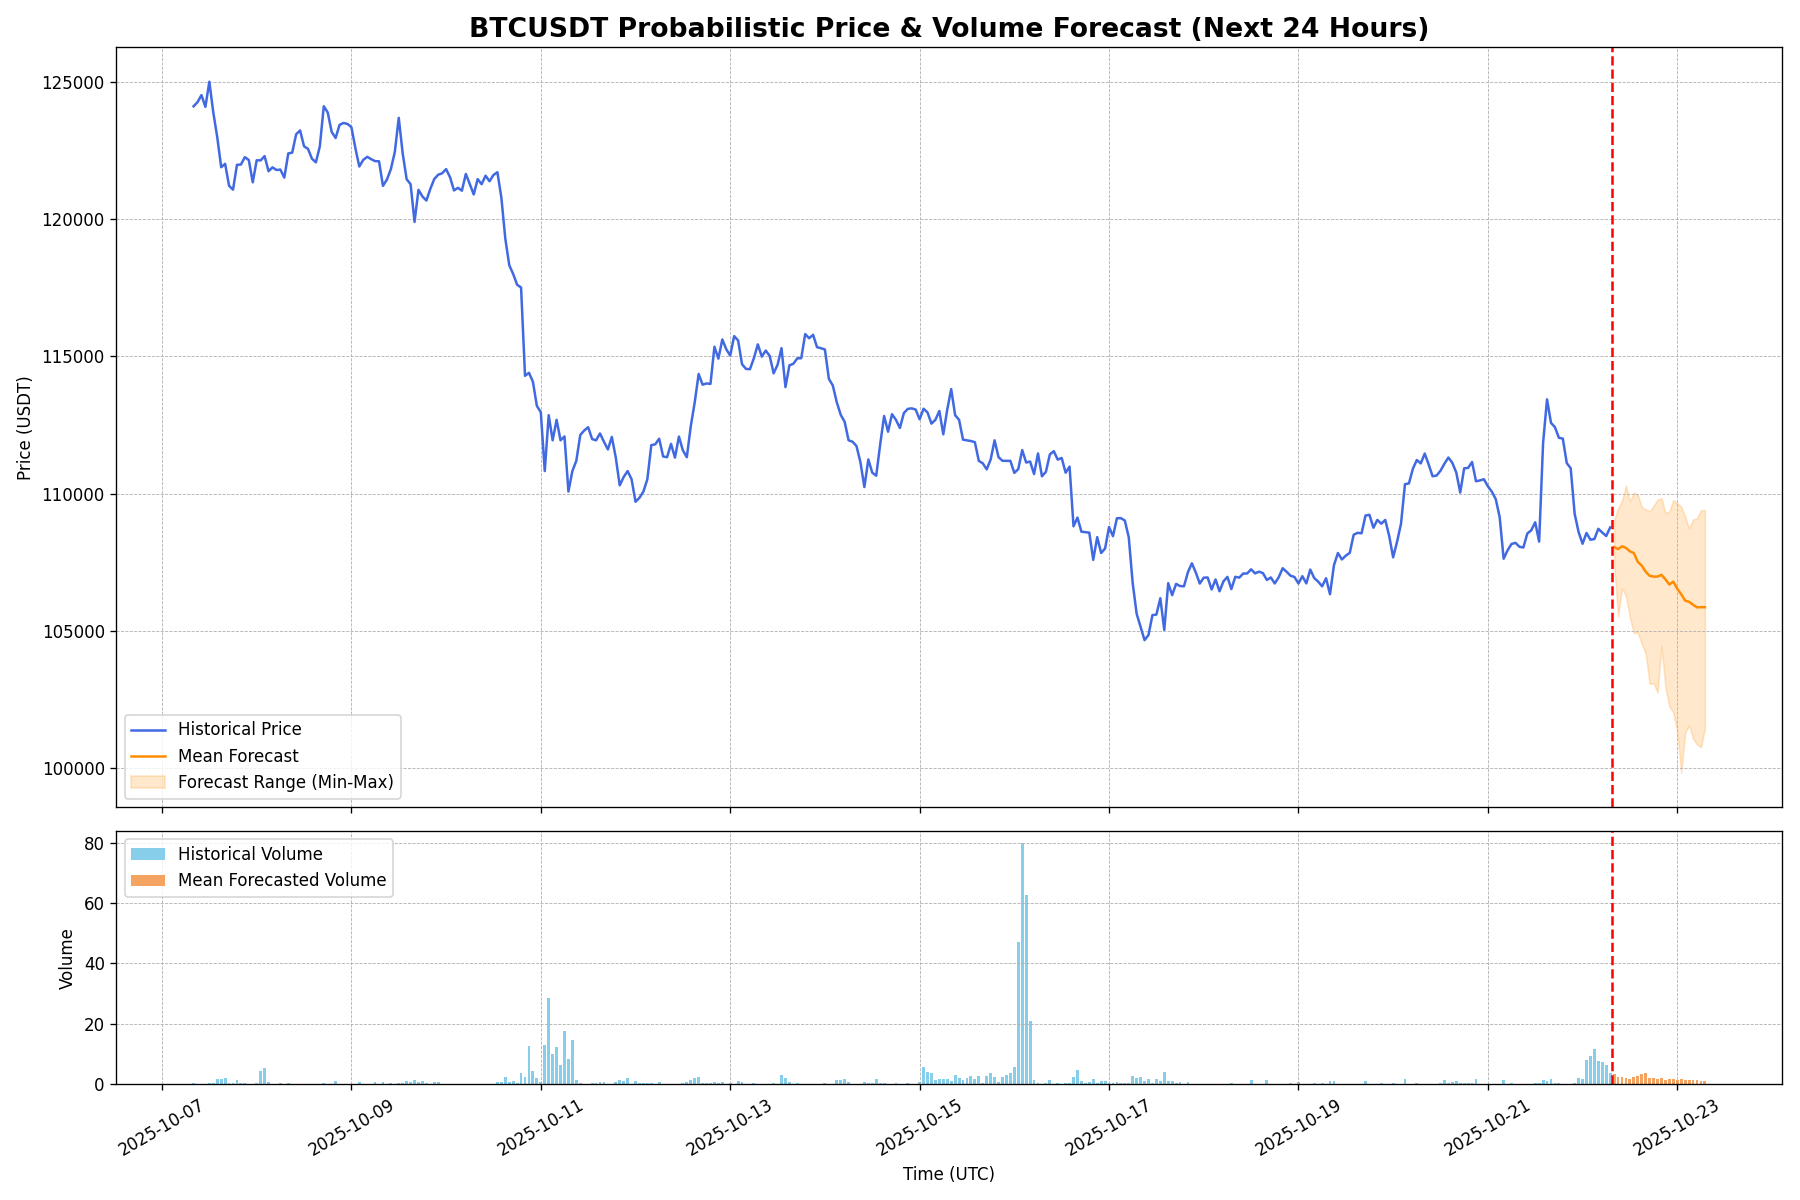 BTCUSDT Probabilistic Price & Volume Forecast (Next 24 Hours)
125000
120000
115000
110000
105000
100000
Price (USDT)
Historical Price
Mean Forecast
Forecast Range (Min-Max)
80
60
40
20
0
Volume
Historical Volume
Mean Forecasted Volume
2025-10-07
2025-10-09
2025-10-11
2025-10-13
2025-10-15
2025-10-17
2025-10-19
2025-10-21
2025-10-23
Time (UTC)